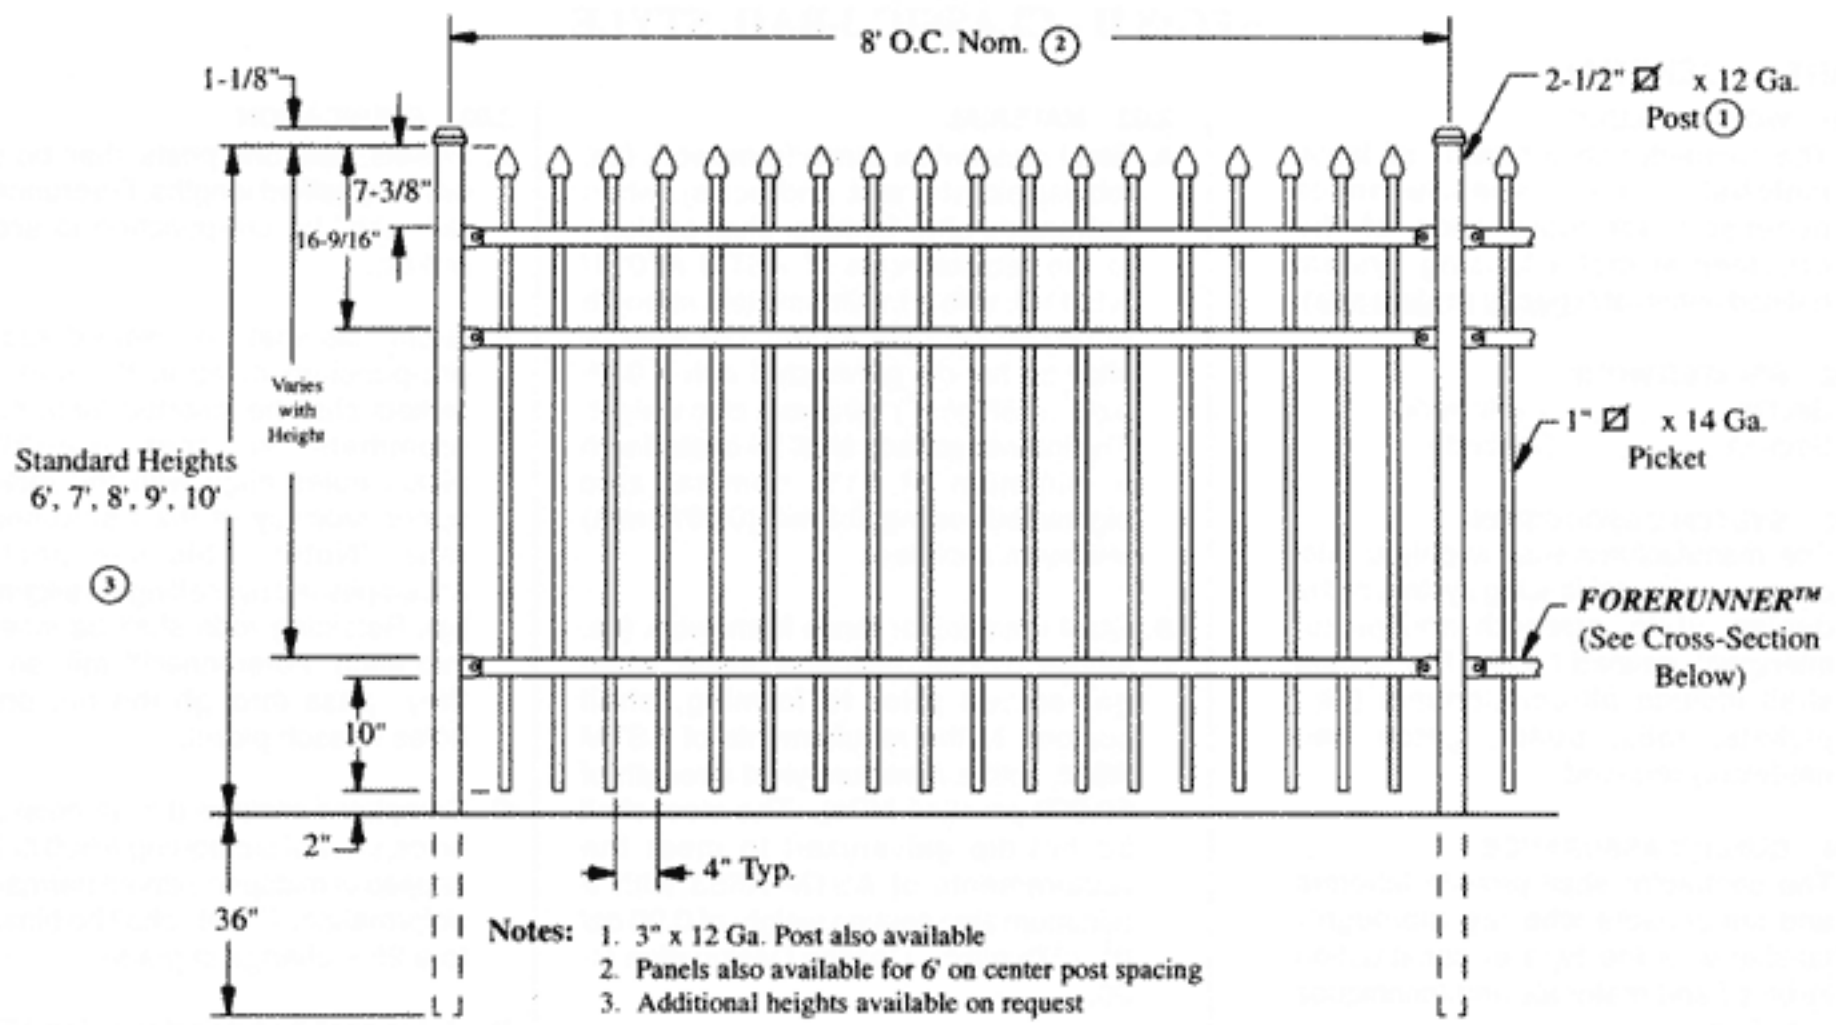 8' O.C. Nom. 2
1-1/8"
2-1/2" x 12 Ga.
Post 1
7-3/8"
16-9/16"
Varies
with
Height
1" x 14 Ga.
Picket
Standard Heights
6', 7', 8', 9', 10'
3
FORERUNNER™
(See Cross-Section
Below)
10"
2"
4" Typ.
36"
Notes: 1. 3" x 12 Ga. Post also available
2. Panels also available for 6' on center post spacing
3. Additional heights available on request